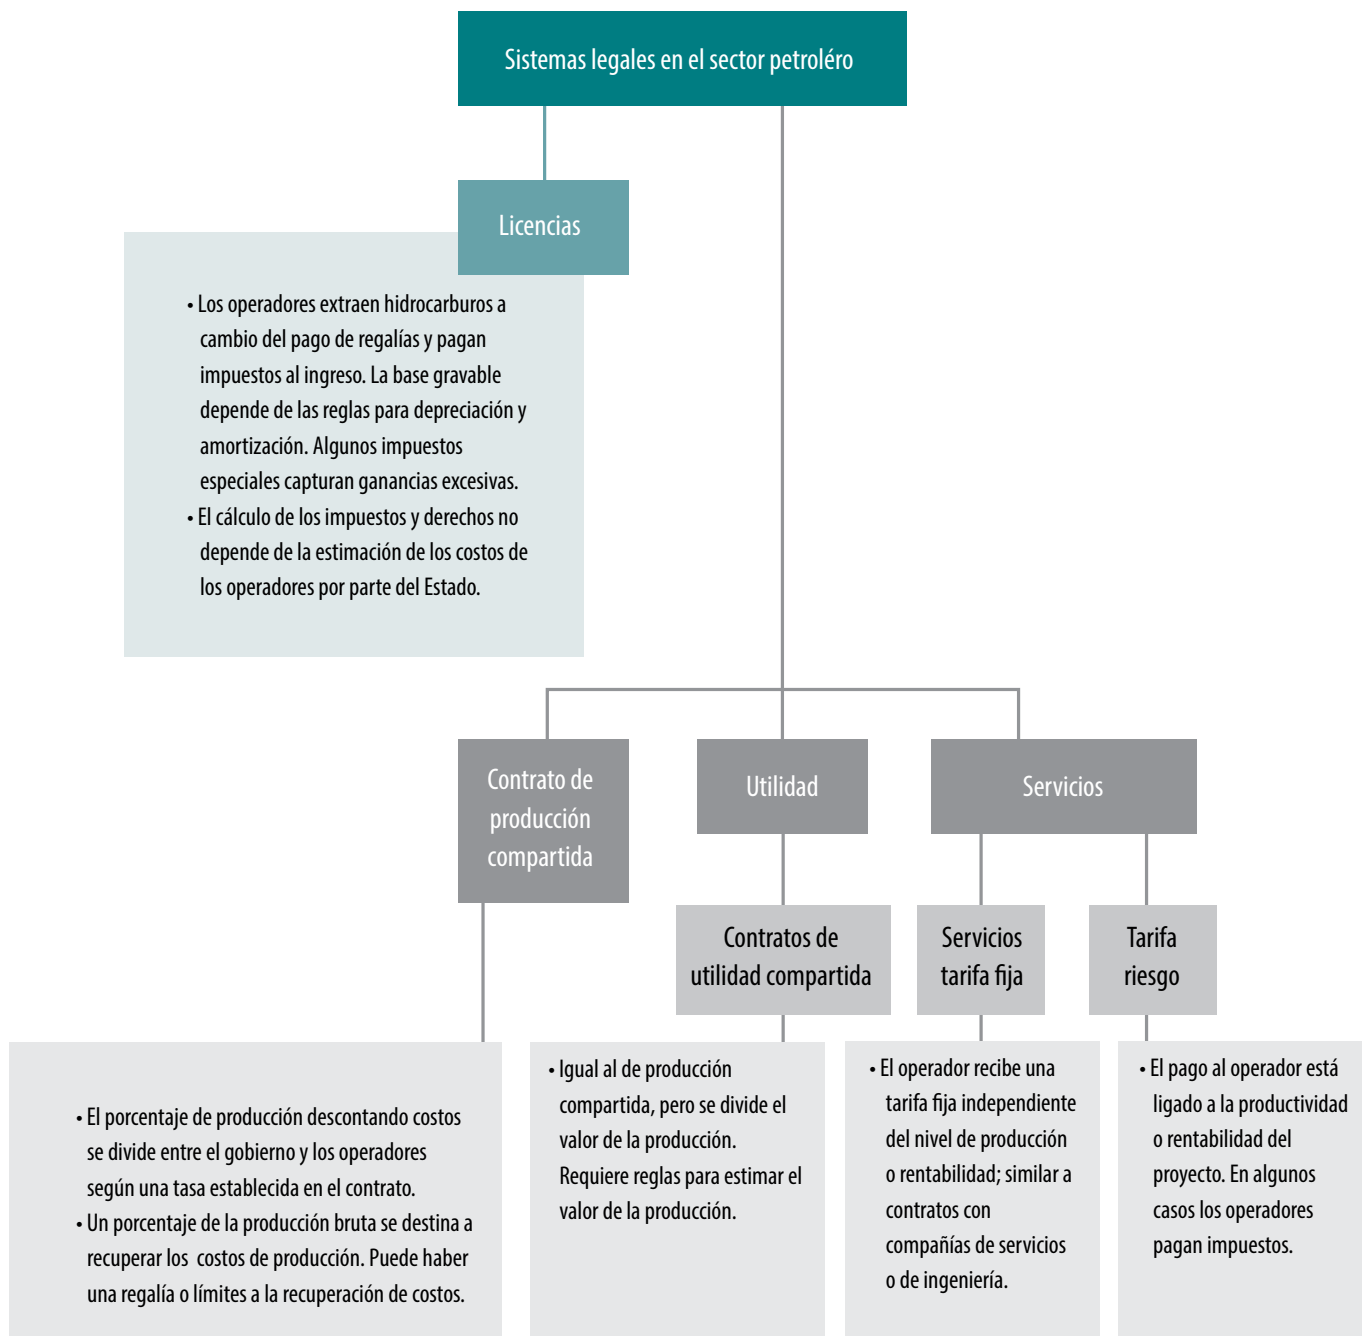 Sistemas legales en el sector petroléro
Licencias
• Los operadores extraen hidrocarburos a
cambio del pago de regalías y pagan
impuestos al ingreso. La base gravable
depende de las reglas para depreciación y
amortización. Algunos impuestos
especiales capturan ganancias excesivas.
• El cálculo de los impuestos y derechos no
depende de la estimación de los costos de
los operadores por parte del Estado.
Contrato de
producción
compartida
Utilidad
Servicios
Contratos de
utilidad compartida
Servicios
tarifa fija
Tarifa
riesgo
• El porcentaje de producción descontando costos
se divide entre el gobierno y los operadores
según una tasa establecida en el contrato.
• Un porcentaje de la producción bruta se destina a
recuperar los costos de producción. Puede haber
una regalía o límites a la recuperación de costos.
• Igual al de producción
compartida, pero se divide el
valor de la producción.
Requiere reglas para estimar el
valor de la producción.
• El operador recibe una
tarifa fija independiente
del nivel de producción
o rentabilidad; similar a
contratos con
compañías de servicios
o de ingeniería.
• El pago al operador está
ligado a la productividad
o rentabilidad del
proyecto. En algunos
casos los operadores
pagan impuestos.